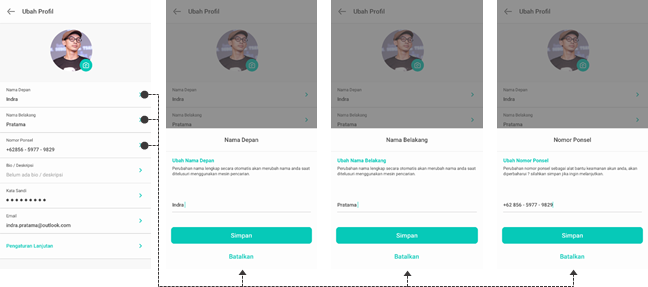 Ubah Profil
Nama Depan
Indra
Nama Belakang
Pratama
Nomor Ponsel
+62856 - 5977 - 9829
Bio / Deskripsi
Belum ada bio / deskripsi
Kata Sandi
Email
indra.pratama@outlook.com
Pengaturan Lanjutan
Ubah Profil
Nama Depan
Indra
Nama Belakang
Pratama
Nama Depan
Ubah Nama Depan
Perubahan nama lengkap secara otomatis akan merubah nama anda saat
ditelusuri menggunakan mesin pencarian.
Indra
Simpan
Batalkan
Ubah Profil
Nama Depan
Indra
Nama Belakang
Pratama
Nama Belakang
Ubah Nama Belakang
Perubahan nama lengkap secara otomatis akan merubah nama anda saat
ditelusuri menggunakan mesin pencarian.
Pratama
Simpan
Batalkan
Ubah Profil
Nama Depan
Indra
Nama Belakang
Pratama
Nomor Ponsel
Ubah Nomor Ponsel
Perubahan nomor ponsel sebagai alat bantu keamanan akur anda, akan
diperbaharui ? silahkan simpan jika ingin melanjutkan.
+62 856 - 5977 - 9829
Simpan
Batalkan